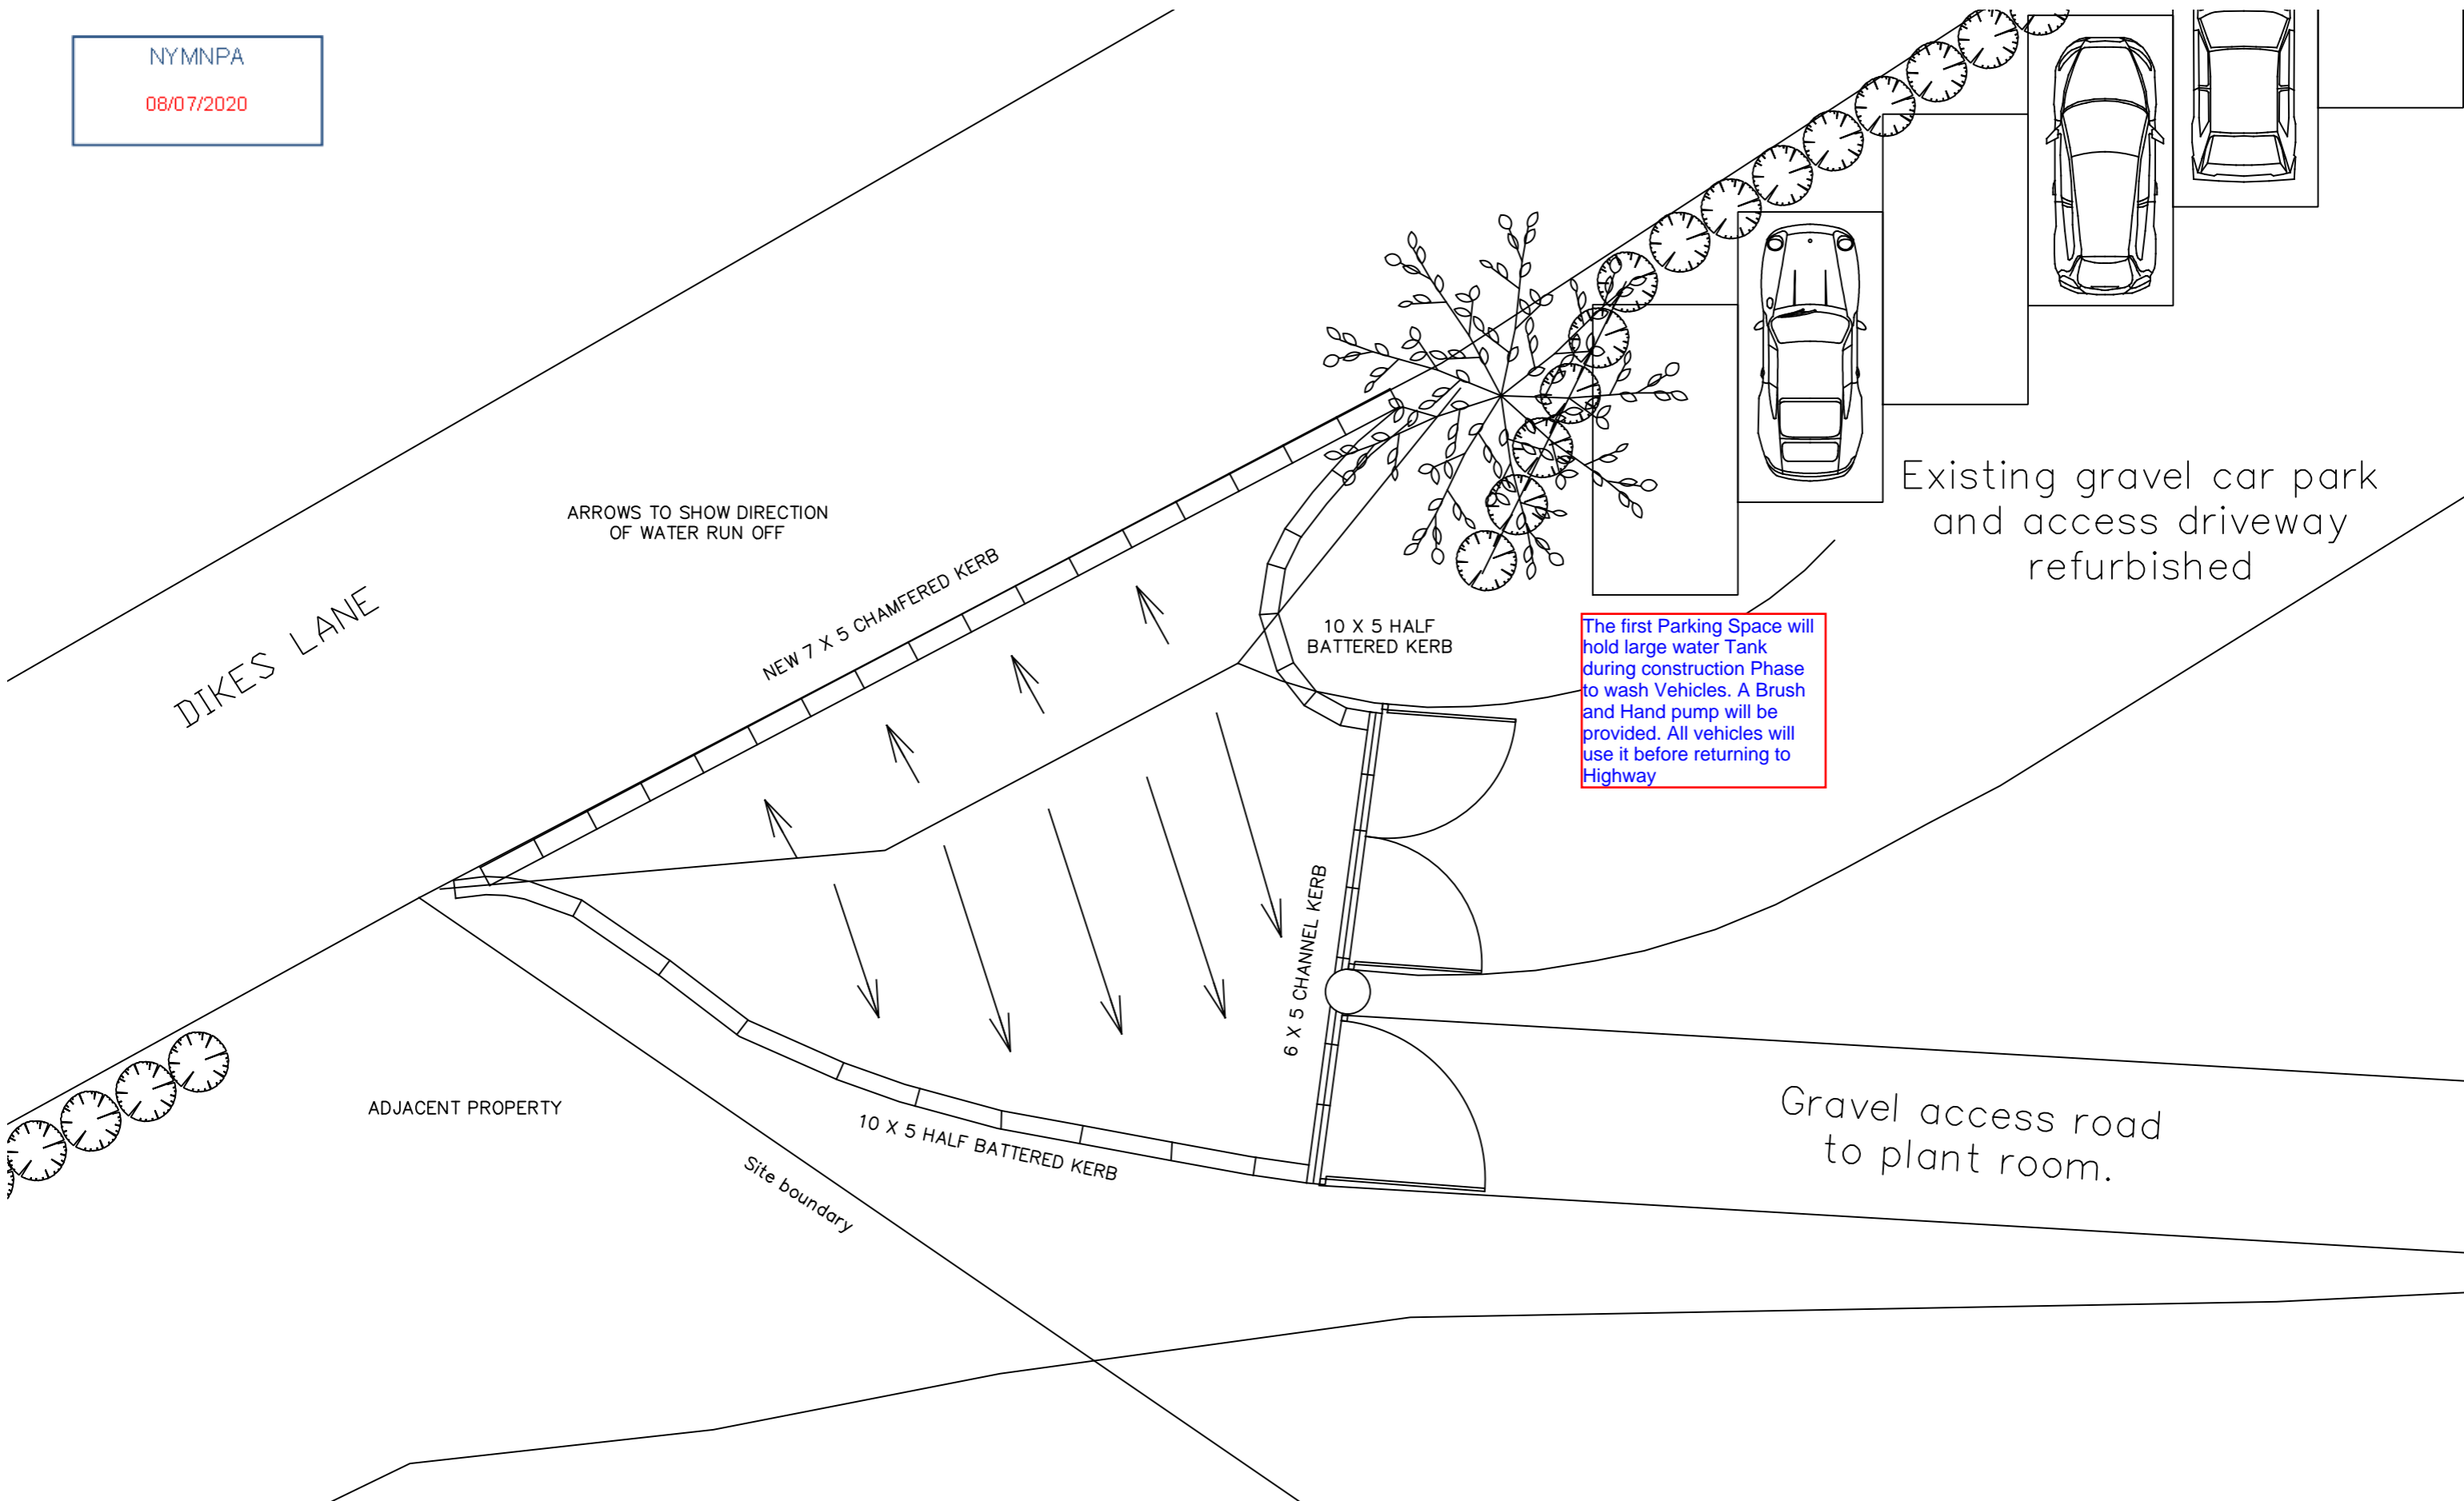 NYMNPA
08/07/2020
ARROWS TO SHOW DIRECTION
OF WATER RUN OFF
DIKES LANE
NEW 7 X 5 CHAMFERED KERB
10 X 5 HALF
BATTERED KERB
Existing gravel car park
and access driveway
refurbished
The first Parking Space will
hold large water Tank
during construction Phase
to wash Vehicles. A Brush
and Hand pump will be
provided. All vehicles will
use it before returning to
Highway
6 X 5 CHANNEL KERB
ADJACENT PROPERTY
10 X 5 HALF BATTERED KERB
Site boundary
Gravel access road
to plant room.